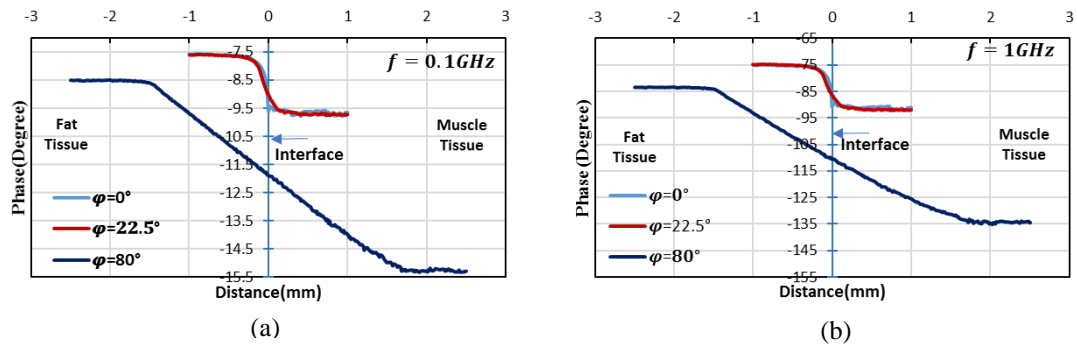 -3 -2 -1 0 1 2 3
-7.5
-8.5
-9.5
-10.5
-11.5
-12.5
-13.5
-14.5
-15.5
f = 0.1GHz
Fat
Tissue
Interface
Muscle
Tissue
φ=0°
φ=22.5°
φ=80°
Phase(Degree)
Distance(mm)
(a)
-3 -2 -1 0 1 2 3
-65
-75
-85
-95
-105
-115
-125
-135
-145
-155
f = 1GHz
Fat
Tissue
Interface
Muscle
Tissue
φ=0°
φ=22.5°
φ=80°
Phase (Degree)
Distance(mm)
(b)